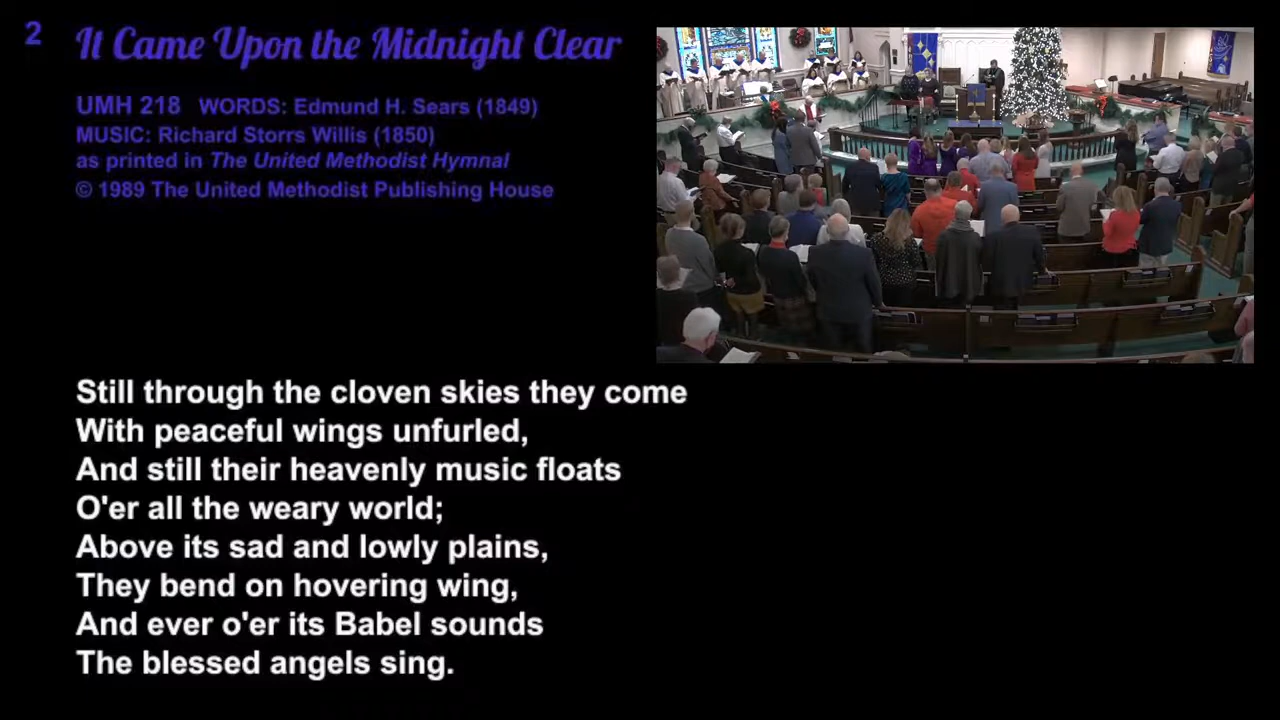 2
It Came Upon the Midnight Clear
UMH 218 WORDS: Edmund H. Sears (1849)
MUSIC: Richard Storrs Willis (1850)
as printed in The United Methodist Hymnal
© 1989 The United Methodist Publishing House
Still through the cloven skies they come
With peaceful wings unfurled,
And still their heavenly music floats
O'er all the weary world;
Above its sad and lowly plains,
They bend on hovering wing,
And ever o'er its Babel sounds
The blessed angels sing.